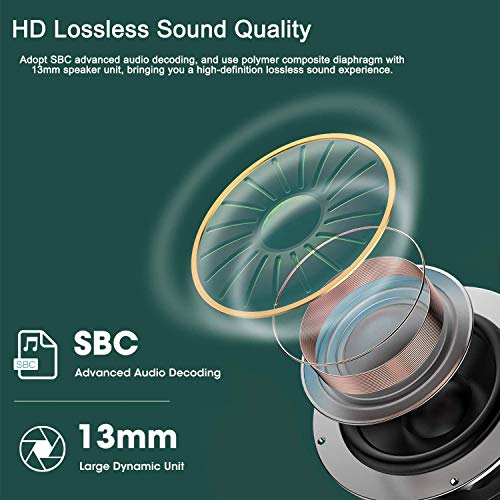 HD Lossless Sound Quality
Adopt SBC advanced audio decoding, and use polymer composite diaphragm with
13mm speaker unit, bringing you a high-definition lossless sound experience.
SBC
SBC
Advanced Audio Decoding
13mm
Large Dynamic Unit